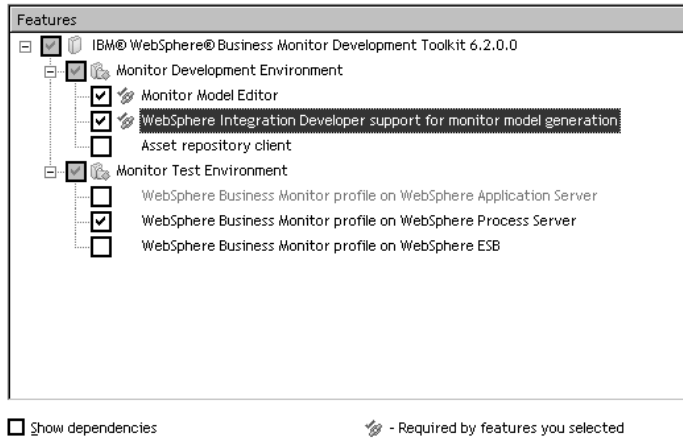 Features
IBM® WebSphere® Business Monitor Development Toolkit 6.2.0.0
Monitor Development Environment
Monitor Model Editor
WebSphere Integration Developer support for monitor model generation
Asset repository client
Monitor Test Environment
WebSphere Business Monitor profile on WebSphere Application Server
WebSphere Business Monitor profile on WebSphere Process Server
WebSphere Business Monitor profile on WebSphere ESB
Show dependencies
- Required by features you selected